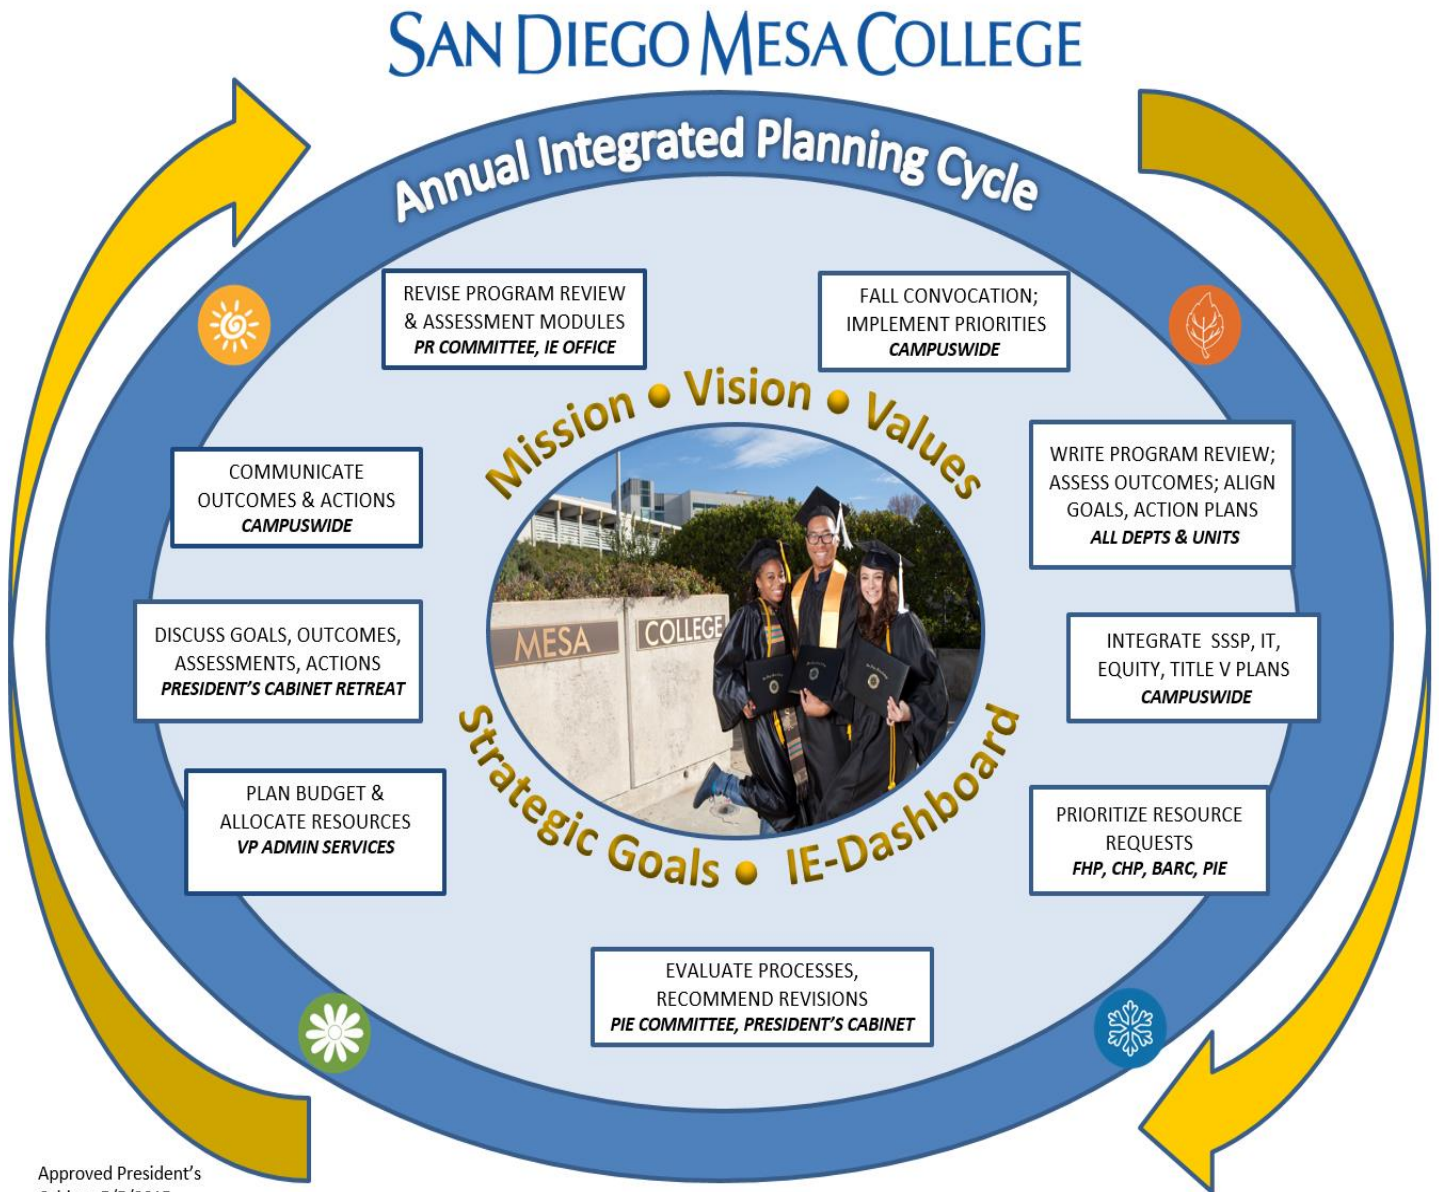 SAN DIEGO MESA COLLEGE
Annual Integrated Planning Cycle
REVISE PROGRAM REVIEW
& ASSESSMENT MODULES
PR COMMITTEE, IE OFFICE
FALL CONVOCATION;
IMPLEMENT PRIORITIES
CAMPUSWIDE
WRITE PROGRAM REVIEW;
ASSESS OUTCOMES; ALIGN
GOALS, ACTION PLANS
ALL DEPTS & UNITS
INTEGRATE SSSP, IT,
EQUITY, TITLE V PLANS
CAMPUSWIDE
PRIORITIZE RESOURCE
REQUESTS
FHP, CHP, BARC, PIE
EVALUATE PROCESSES,
RECOMMEND REVISIONS
PIE COMMITTEE, PRESIDENT’S CABINET
PLAN BUDGET &
ALLOCATE RESOURCES
VP ADMIN SERVICES
DISCUSS GOALS, OUTCOMES,
ASSESSMENTS, ACTIONS
PRESIDENT’S CABINET RETREAT
COMMUNICATE
OUTCOMES & ACTIONS
CAMPUSWIDE
Mission ● Vision ● Values
MESA COLLEGE
Strategic Goals ● IE-Dashboard
Approved President’s